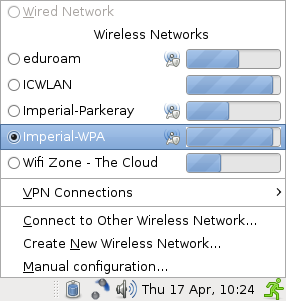 Wired Network
Wireless Networks
eduroam
ICWLAN
Imperial-Parkeray
Imperial-WPA
Wifi Zone - The Cloud
VPN Connections
Connect to Other Wireless Network...
Create New Wireless Network...
Manual configuration...
Thu 17 Apr, 10:24